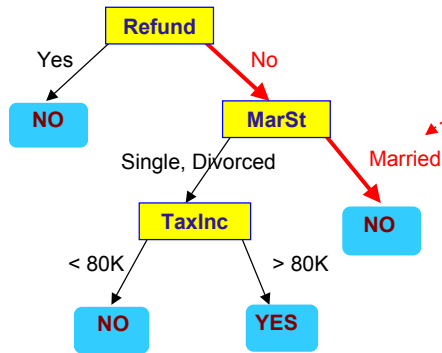 Refund
Yes
No
NO
MarSt
Single, Divorced
Married
TaxInc
NO
< 80K
> 80K
NO
YES